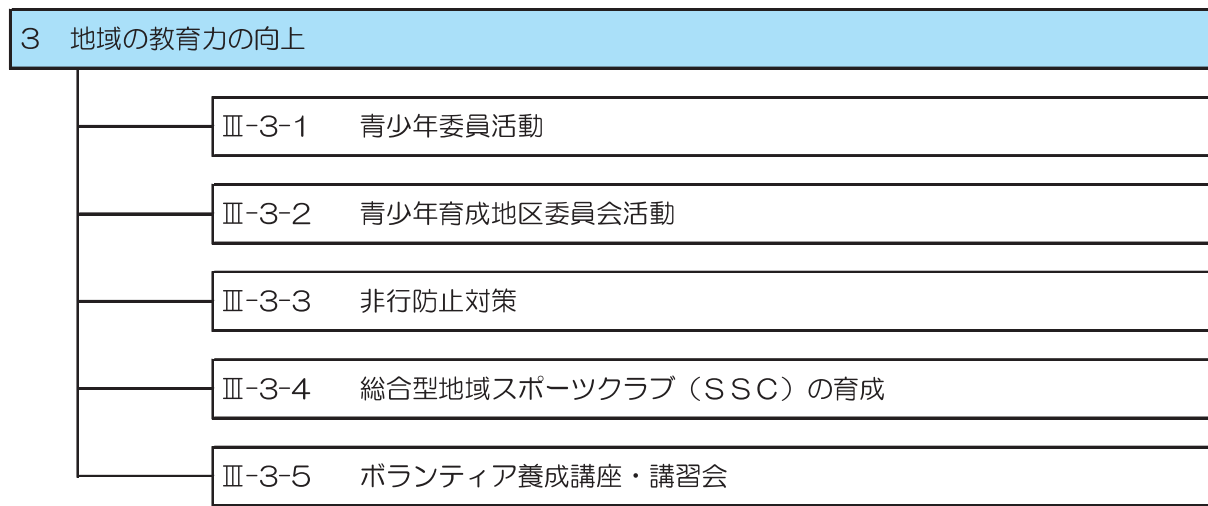 3　地域の教育力の向上
Ⅲ-3-1　青少年委員活動
Ⅲ-3-2　青少年育成地区委員会活動
Ⅲ-3-3　非行防止対策
Ⅲ-3-4　総合型地域スポーツクラブ（ＳＳＣ）の育成
Ⅲ-3-5　ボランティア養成講座・講習会